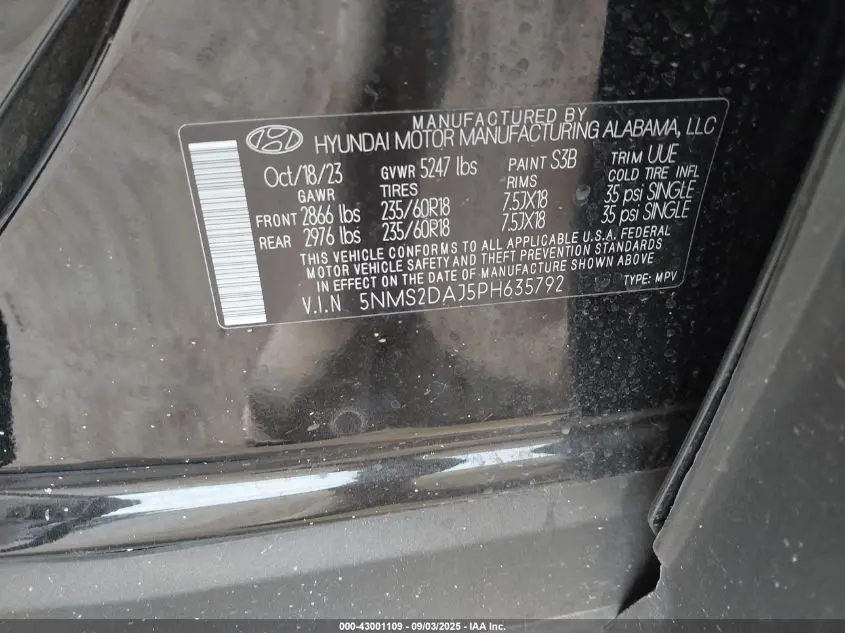 MANUFACTURED BY
HYUNDAI MOTOR MANUFACTURING ALABAMA, LLC
Oct/18/23 GVWR 5247 lbs PAINT S3B TRIM UUE
GAWR TIRES RIMS COLD TIRE INFL
FRONT 2866 lbs 235/60R18 7.5JX18 35 psi SINGLE
REAR 2976 lbs 235/60R18 7.5JX18 35 psi SINGLE
THIS VEHICLE CONFORMS TO ALL APPLICABLE U.S.A. FEDERAL
MOTOR VEHICLE SAFETY AND THEFT PREVENTION STANDARDS
IN EFFECT ON THE DATE OF MANUFACTURE SHOWN ABOVE
V.I.N 5NMS2DAJ5PH635792 TYPE: MPV
000-43001109 - 09/03/2025 - IAA Inc.